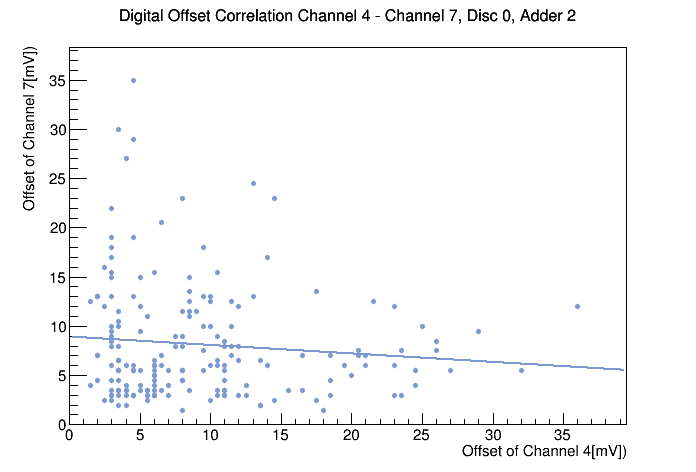 Digital Offset Correlation Channel 4 - Channel 7, Disc 0, Adder 2
Offset of Channel 7[mV])
35
30
25
20
15
10
5
0
0 5 10 15 20 25 30 35
Offset of Channel 4[mV])